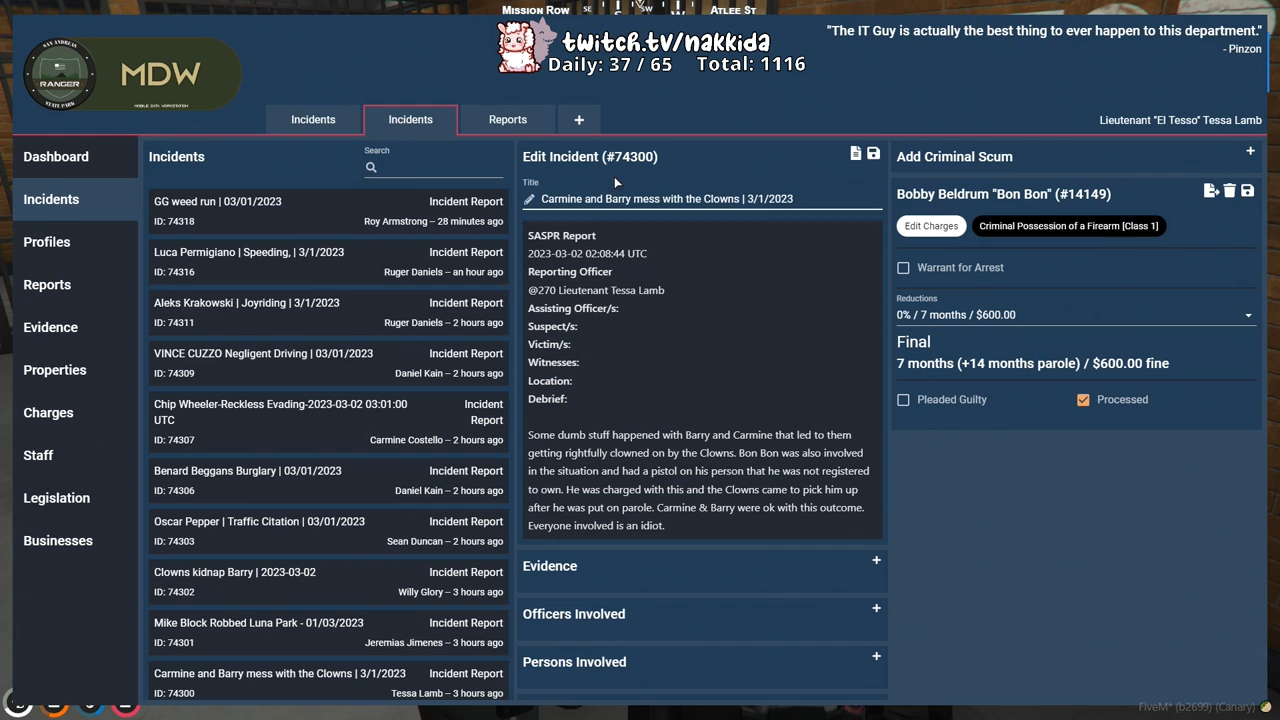 Mission Row
SE
SW
Atlee St
twitch.tv/nakkida
Daily: 37 / 65 Total: 1116
"The IT Guy is actually the best thing to ever happen to this department."
- Pinzon
SAN ANDREAS
RANGER
STATE PARK
MDW
MOBILE DATA WORKSTATION
Incidents
Incidents
Reports
+
Lieutenant "El Tesso" Tessa Lamb
Dashboard
Incidents
Profiles
Reports
Evidence
Properties
Charges
Staff
Legislation
Businesses
Incidents
Search
GG weed run | 03/01/2023 Incident Report
ID: 74318 Roy Armstrong – 28 minutes ago
Luca Permigiano | Speeding, | 3/1/2023 Incident Report
ID: 74316 Ruger Daniels – an hour ago
Aleks Krakowski | Joyriding | 3/1/2023 Incident Report
ID: 74311 Ruger Daniels – 2 hours ago
VINCE CUZZO Negligent Driving | 03/01/2023 Incident Report
ID: 74309 Daniel Kain – 2 hours ago
Chip Wheeler-Reckless Evading-2023-03-02 03:01:00 Incident
UTC Report
ID: 74307 Carmine Costello – 2 hours ago
Benard Beggans Burglary | 03/01/2023 Incident Report
ID: 74306 Daniel Kain – 2 hours ago
Oscar Pepper | Traffic Citation | 03/01/2023 Incident Report
ID: 74303 Sean Duncan – 2 hours ago
Clowns kidnap Barry | 2023-03-02 Incident Report
ID: 74302 Willy Glory – 3 hours ago
Mike Block Robbed Luna Park - 01/03/2023 Incident Report
ID: 74301 Jeremias Jimenes – 3 hours ago
Carmine and Barry mess with the Clowns | 3/1/2023 Incident Report
ID: 74300 Tessa Lamb – 3 hours ago
Edit Incident (#74300)
Title
Carmine and Barry mess with the Clowns | 3/1/2023
SASPR Report
2023-03-02 02:08:44 UTC
Reporting Officer
@270 Lieutenant Tessa Lamb
Assisting Officer/s:
Suspect/s:
Victim/s:
Witnesses:
Location:
Debrief:
Some dumb stuff happened with Barry and Carmine that led to them
getting rightfully clowned on by the Clowns. Bon Bon was also involved
in the situation and had a pistol on his person that he was not registered
to own. He was charged with this and the Clowns came to pick him up
after he was put on parole. Carmine & Barry were ok with this outcome.
Everyone involved is an idiot.
Evidence +
Officers Involved +
Persons Involved +
Add Criminal Scum +
Bobby Beldrum "Bon Bon" (#14149)
Edit Charges Criminal Possession of a Firearm [Class 1]
Warrant for Arrest
Reductions
0% / 7 months / $600.00
Final
7 months (+14 months parole) / $600.00 fine
Pleaded Guilty Processed
FiveM* (b2699) (Canary)